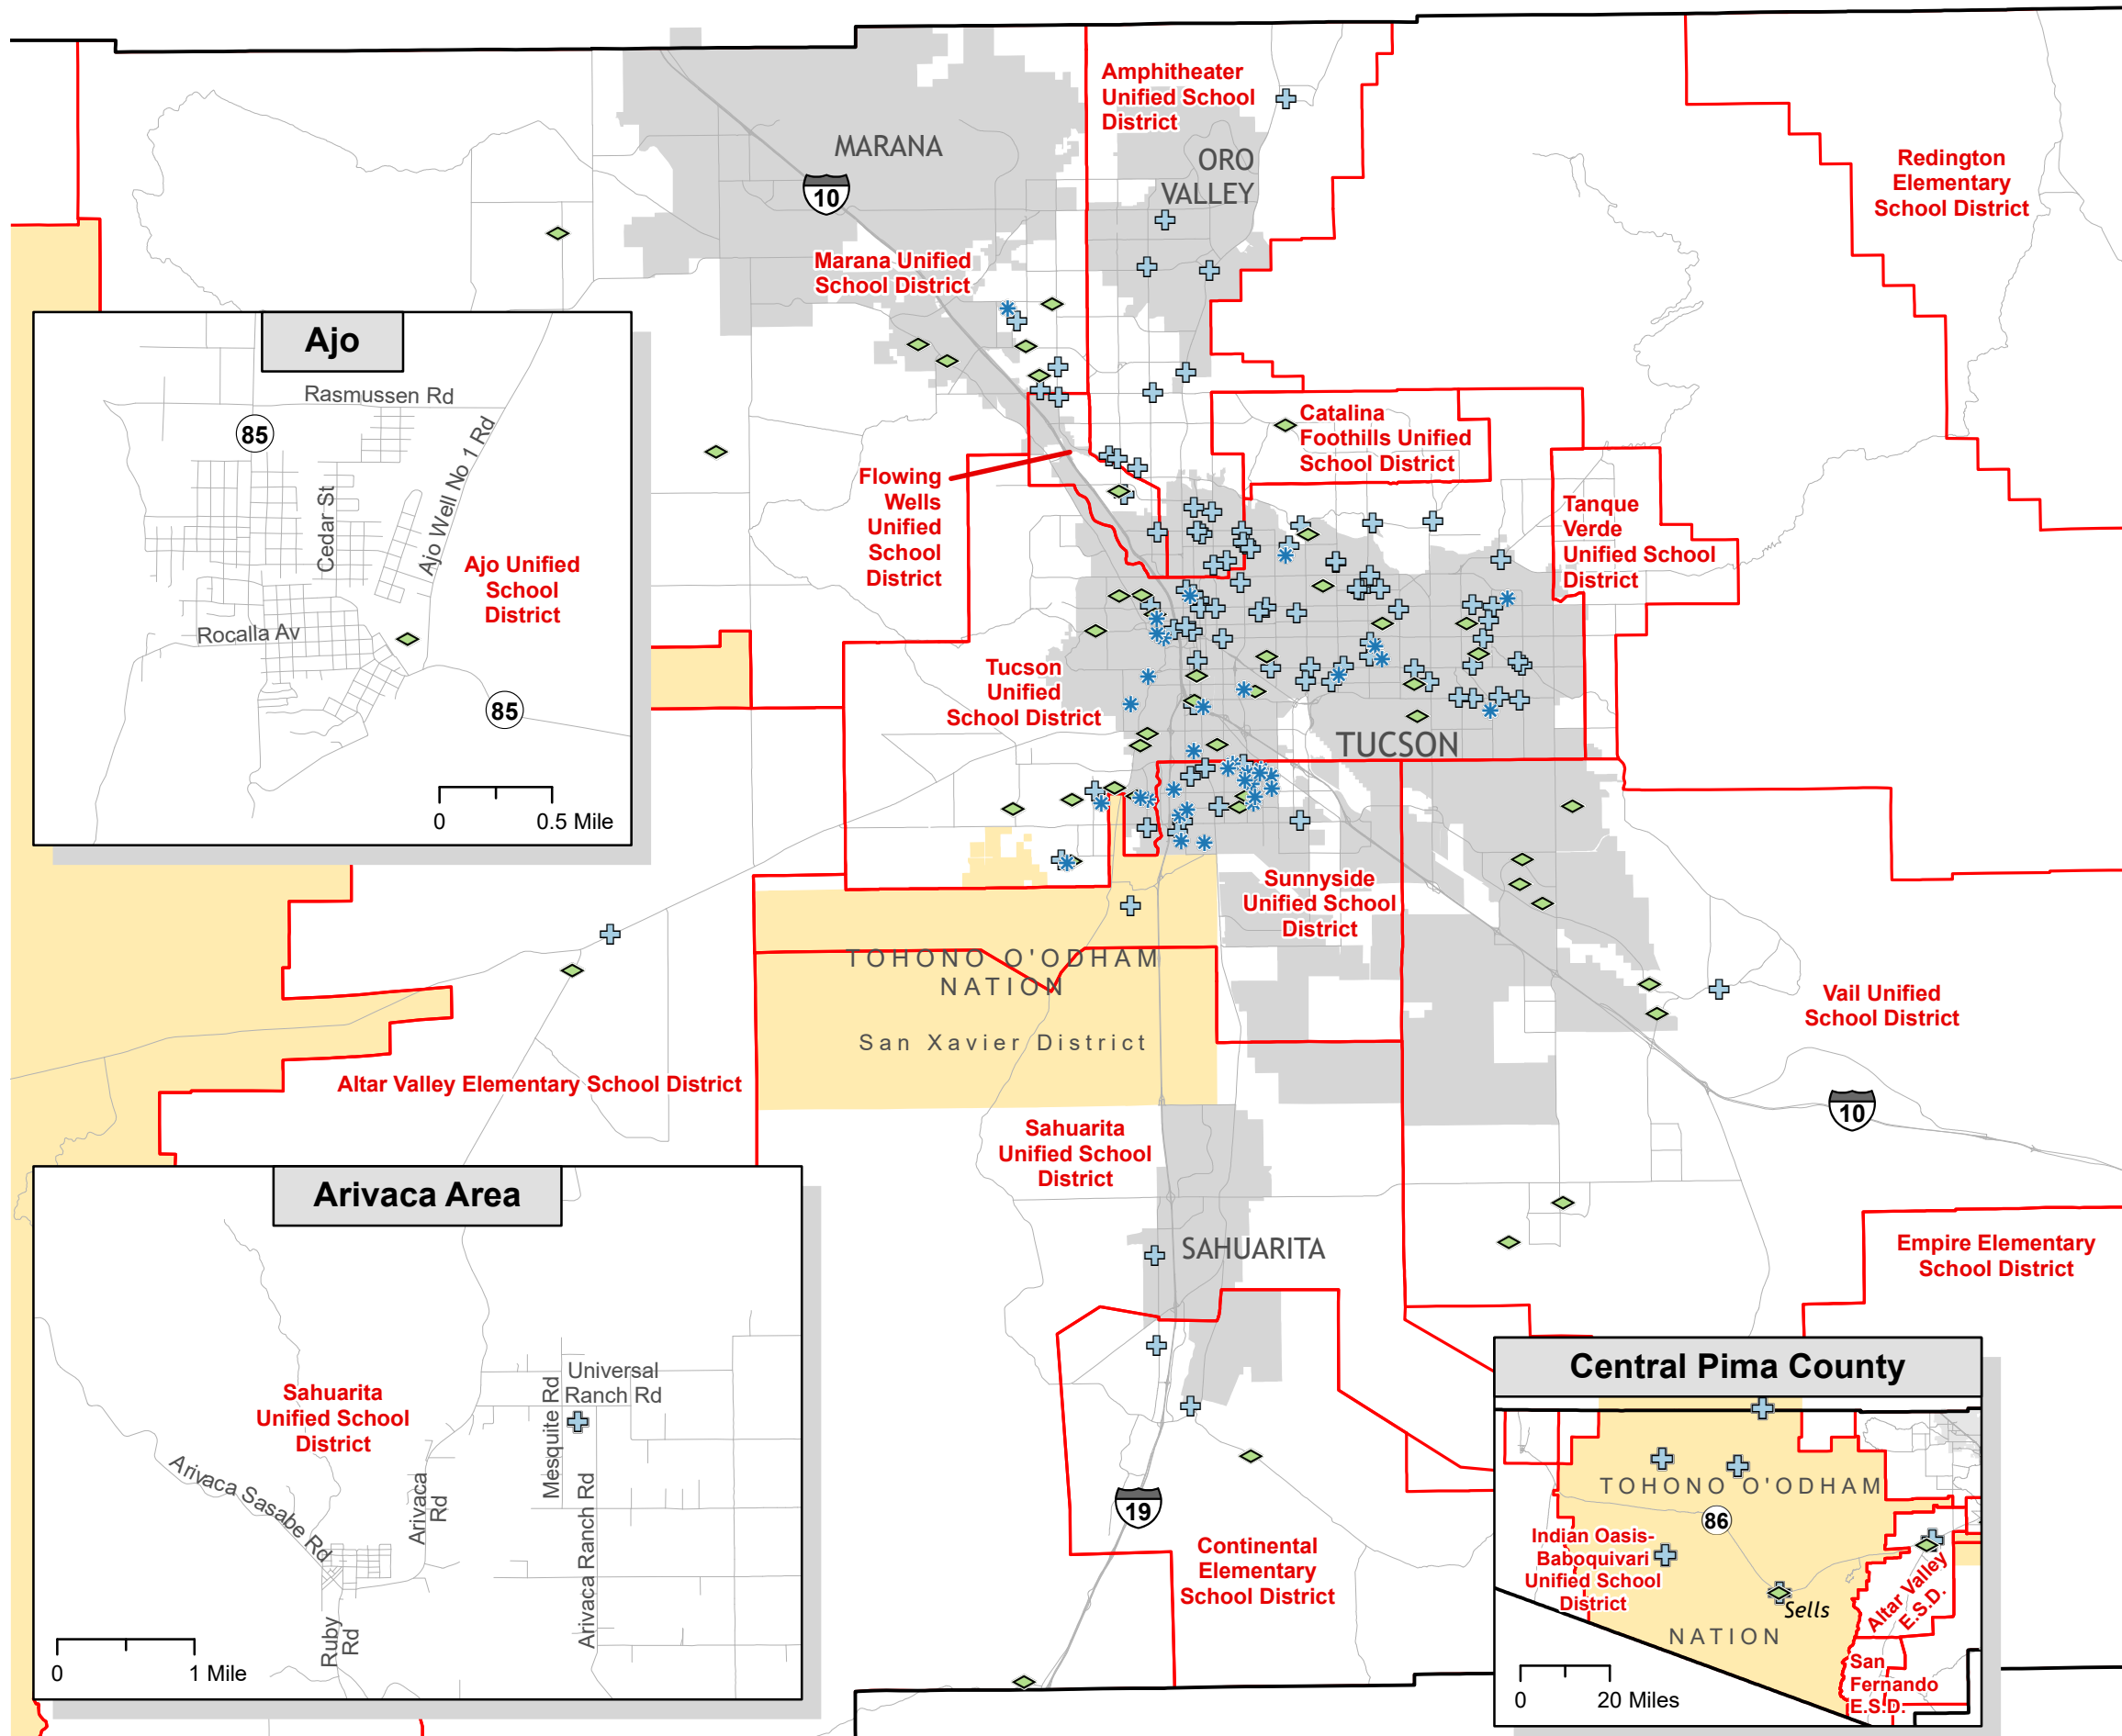 Amphitheater
Unified School
District
MARANA
ORO
VALLEY
10
Redington
Elementary
School District
Marana Unified
School District
Ajo
Rasmussen Rd
85
Cedar St
Ajo Well No 1 Rd
Ajo Unified
School
District
Rocalla Av
85
0
0.5 Mile
Catalina
Foothills Unified
School District
Flowing
Wells
Unified
School
District
Tanque
Verde
Unified School
District
Tucson
Unified
School District
TUCSON
Sunnyside
Unified School
District
TOHONO O'ODHAM
NATION
San Xavier District
Vail Unified
School District
Altar Valley Elementary School District
10
Sahuarita
Unified School
District
SAHUARITA
Empire Elementary
School District
Arivaca Area
Universal
Ranch Rd
Mesquite Rd
Sahuarita
Unified School
District
Arivaca Sasabe Rd
Arivaca
Rd
Arivaca Ranch Rd
Ruby
Rd
0
1 Mile
19
Continental
Elementary
School District
Central Pima County
TOHONO O'ODHAM
86
Indian Oasis-
Baboquivari
Unified School
District
Sells
NATION
Altar Valley
E.S.D.
San
Fernando
E.S.D.
0
20 Miles